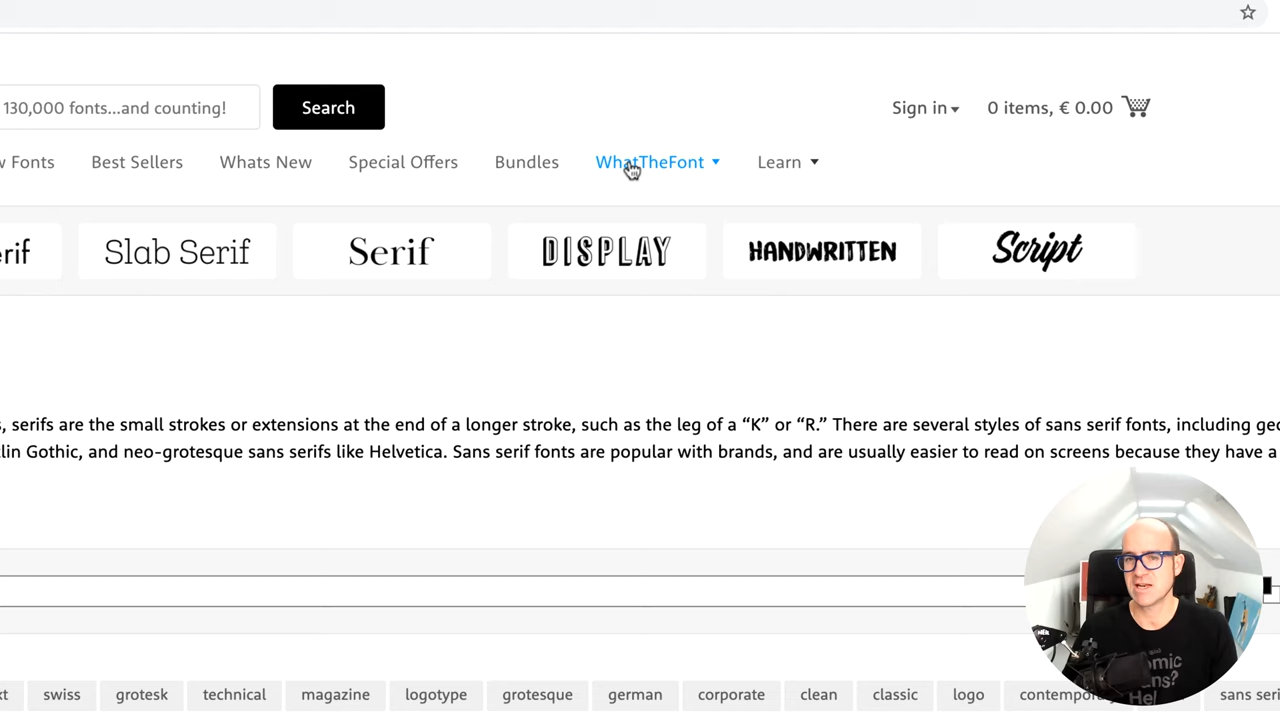 130,000 fonts...and counting!
Search
Sign in
0 items, € 0.00
Fonts
Best Sellers
Whats New
Special Offers
Bundles
WhatTheFont
Learn
Slab Serif
Serif
DISPLAY
HANDWRITTEN
Script
, serifs are the small strokes or extensions at the end of a longer stroke, such as the leg of a “K” or “R.” There are several styles of sans serif fonts, including
Gothic, and neo-grotesque sans serifs like Helvetica. Sans serif fonts are popular with brands, and are usually easier to read on screens because they have a
swiss
grotesk
technical
magazine
logotype
grotesque
german
corporate
clean
classic
logo
sans